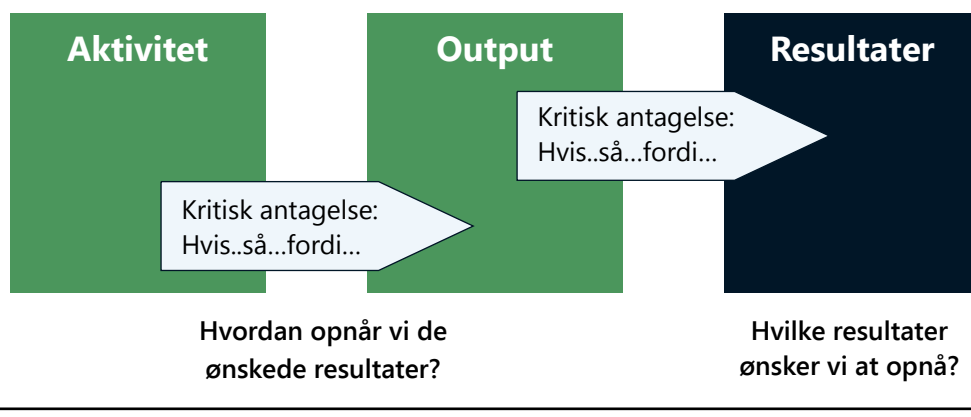 Aktivitet
Output
Resultater
Kritisk antagelse:
Hvis..så...fordi...
Kritisk antagelse:
Hvis..så...fordi...
Hvordan opnår vi de
ønskede resultater?
Hvilke resultater
ønsker vi at opnå?